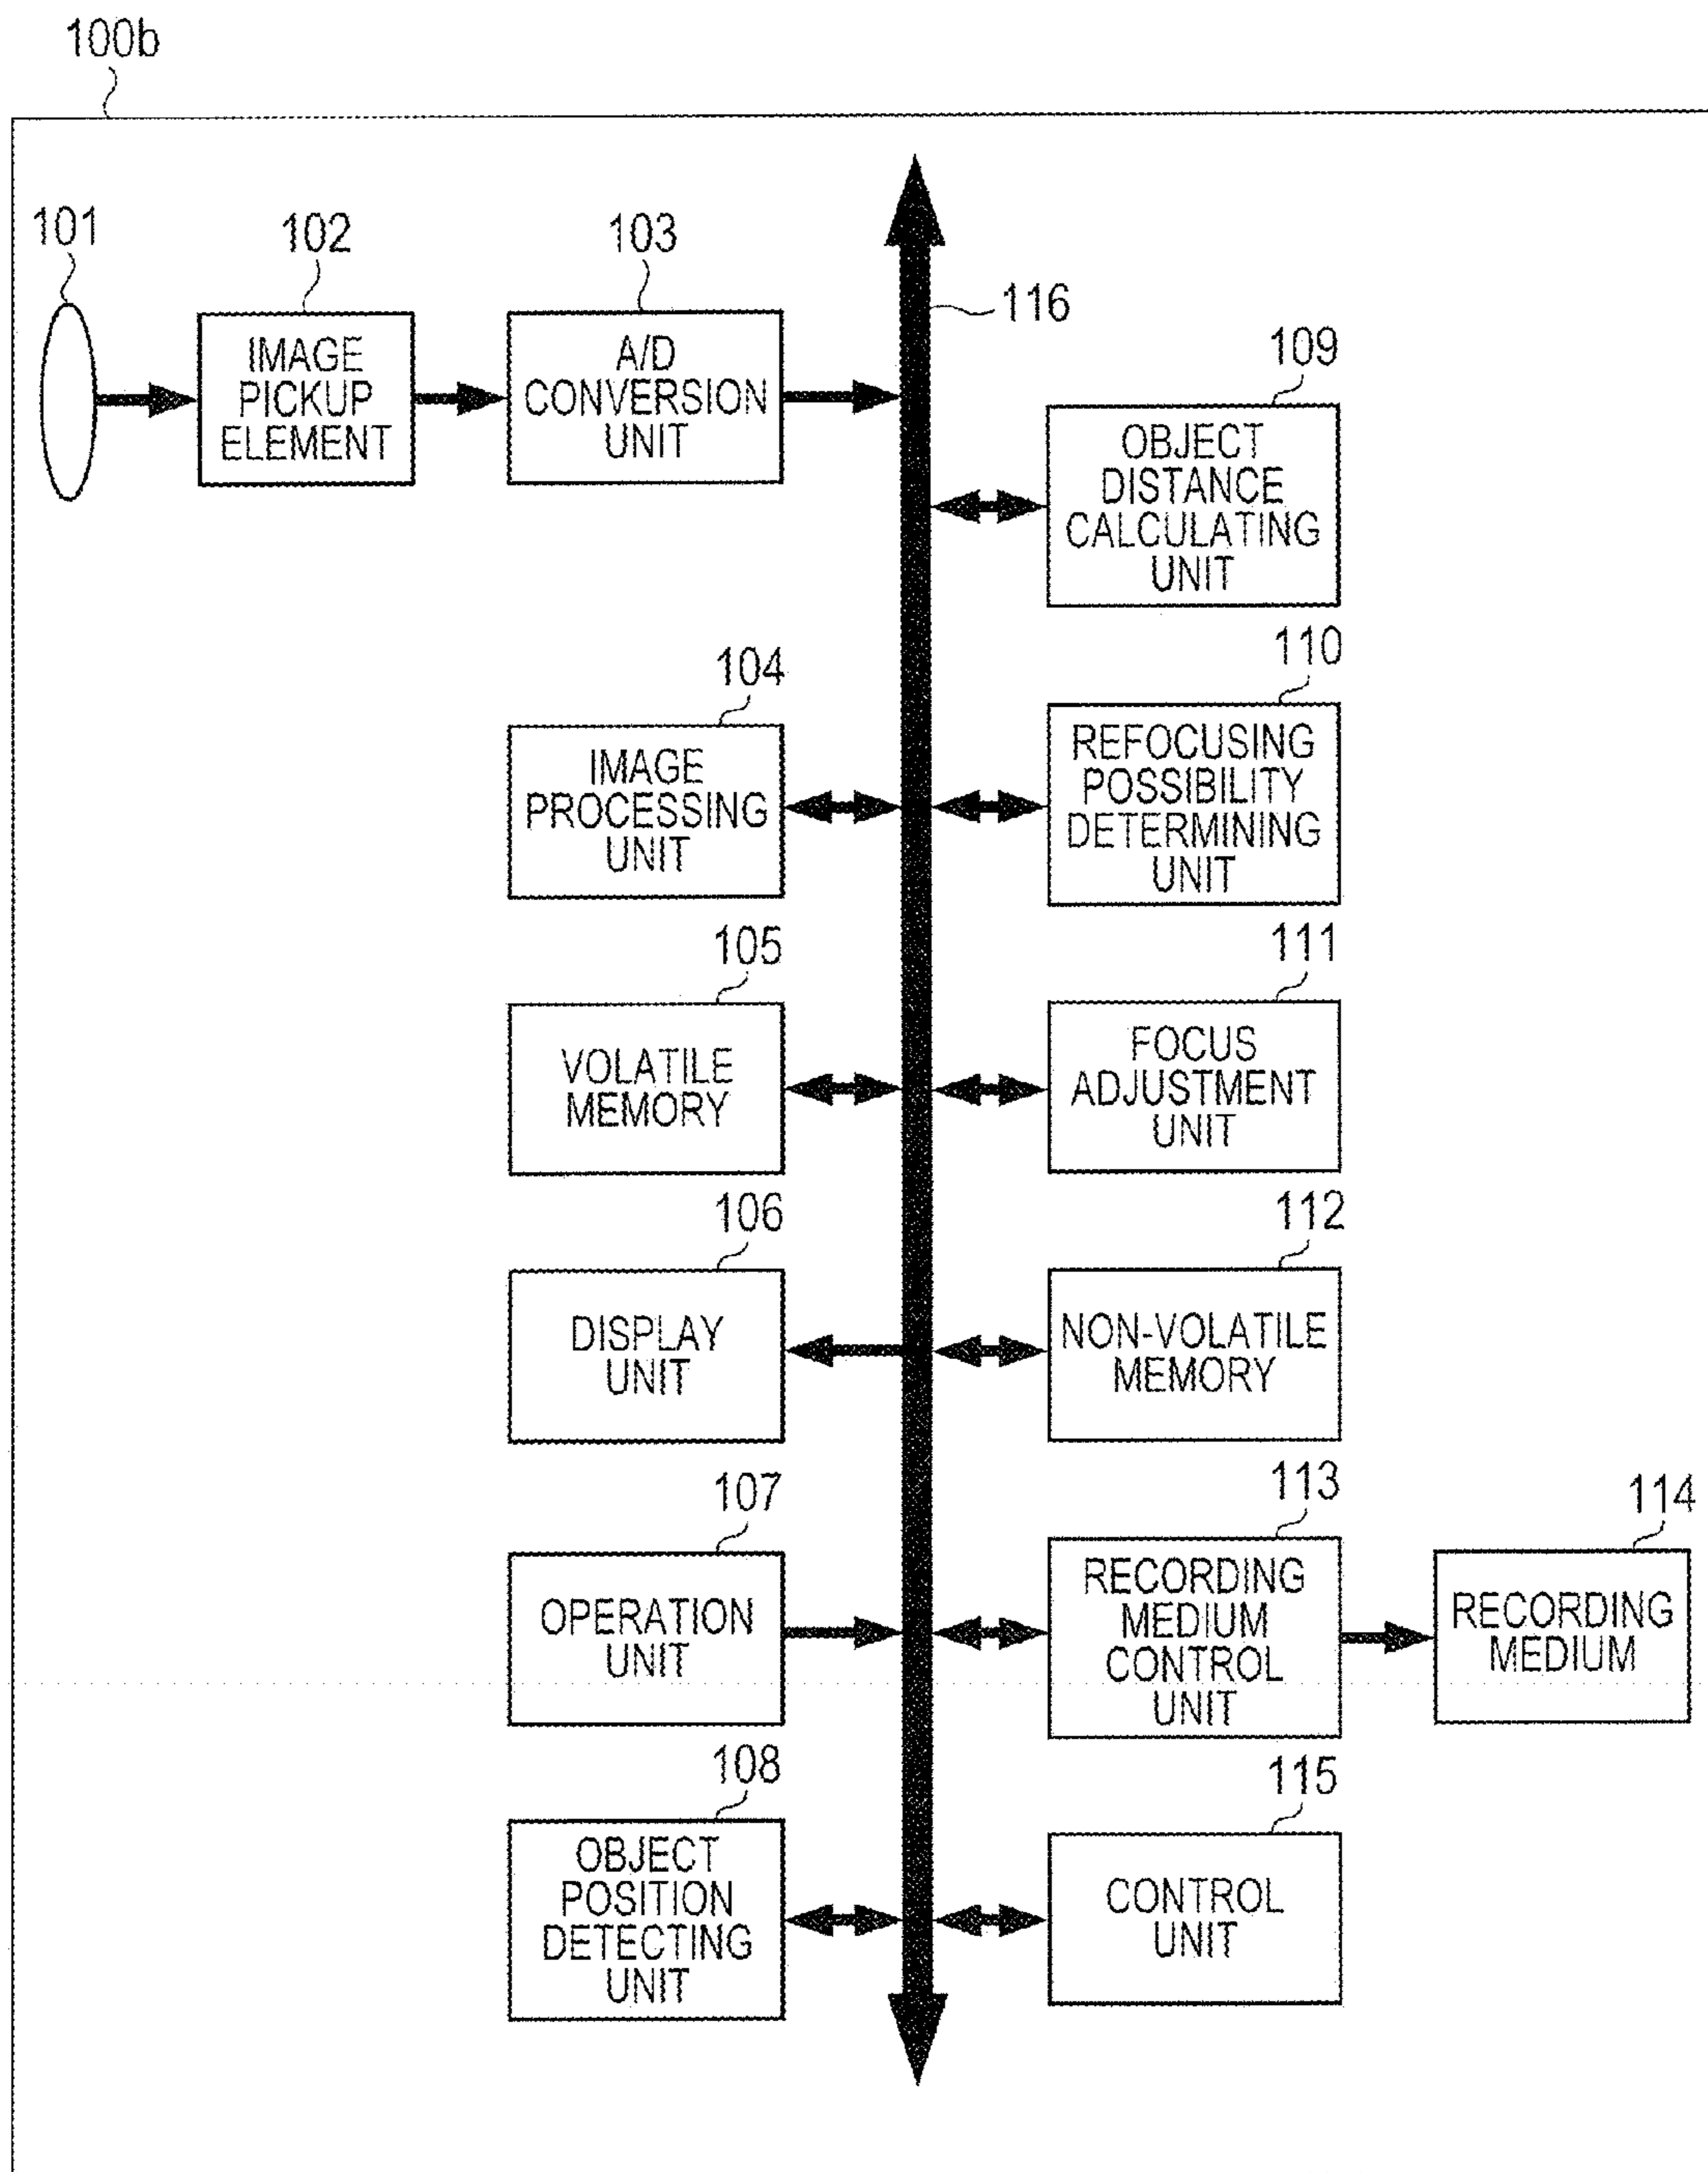 100b
101
102
103
IMAGE
PICKUP
ELEMENT
A/D
CONVERSION
UNIT
116
109
OBJECT
DISTANCE
CALCULATING
UNIT
104
IMAGE
PROCESSING
UNIT
110
REFOCUSING
POSSIBILITY
DETERMINING
UNIT
105
VOLATILE
MEMORY
111
FOCUS
ADJUSTMENT
UNIT
106
DISPLAY
UNIT
112
NON-VOLATILE
MEMORY
107
OPERATION
UNIT
113
RECORDING
MEDIUM
CONTROL
UNIT
114
RECORDING
MEDIUM
108
OBJECT
POSITION
DETECTING
UNIT
115
CONTROL
UNIT